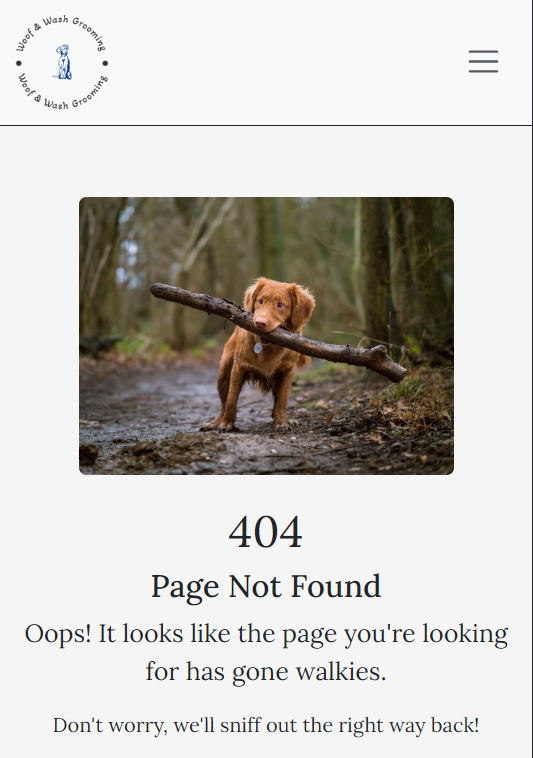 Woof & Wash Grooming
Woof & Wash Grooming
404
Page Not Found
Oops! It looks like the page you're looking
for has gone walkies.
Don't worry, we'll sniff out the right way back!